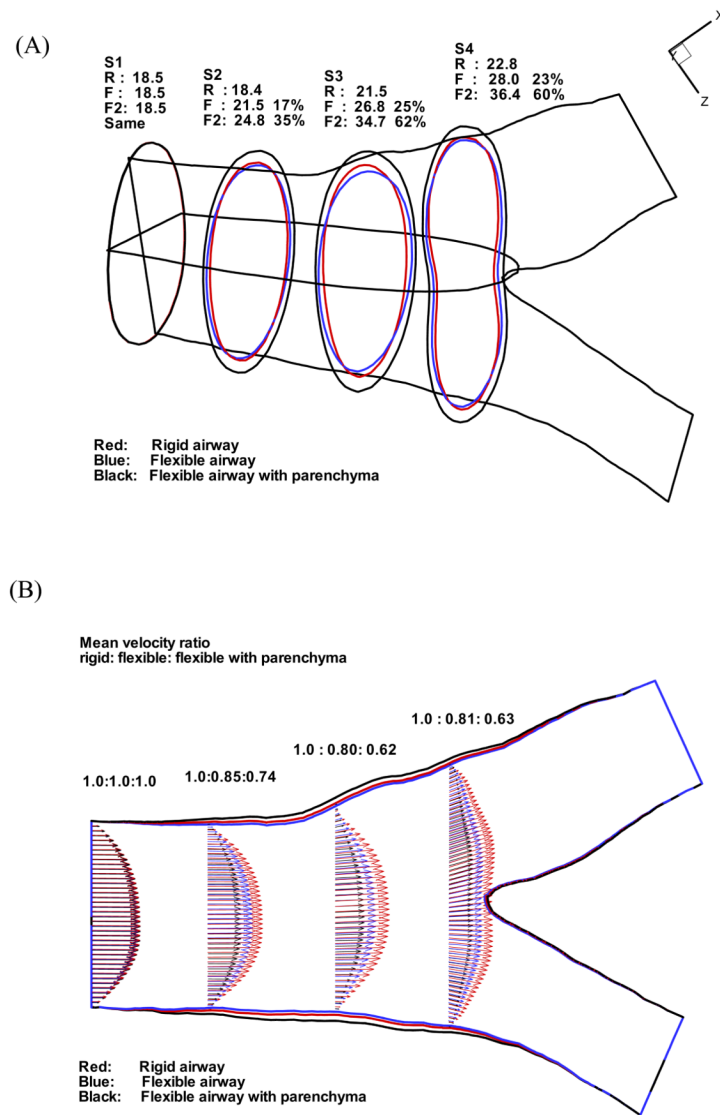 (A)
X
Y
Z
S1
R : 18.5
F : 18.5
F2: 18.5
Same
S2
R : 18.4
F : 21.5 17%
F2: 24.8 35%
S3
R : 21.5
F : 26.8 25%
F2: 34.7 62%
S4
R : 22.8
F : 28.0 23%
F2: 36.4 60%
Red: Rigid airway
Blue: Flexible airway
Black: Flexible airway with parenchyma
(B)
Mean velocity ratio
rigid: flexible: flexible with parenchyma
1.0:1.0:1.0
1.0:0.85:0.74
1.0 : 0.80: 0.62
1.0 : 0.81: 0.63
Red: Rigid airway
Blue: Flexible airway
Black: Flexible airway with parenchyma